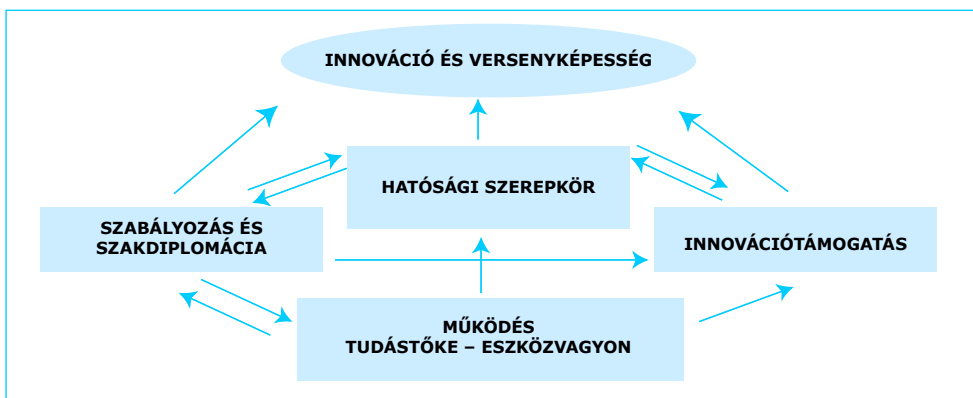 INNOVÁCIÓ ÉS VERSENYKÉPESSÉG
HATÓSÁGI SZEREPKÖR
SZABÁLYOZÁS ÉS
SZAKDIPLOMÁCIA
INNOVÁCIÓTÁMOGATÁS
MŰKÖDÉS
TUDÁSTŐKE – ESZKÖZVAGYON